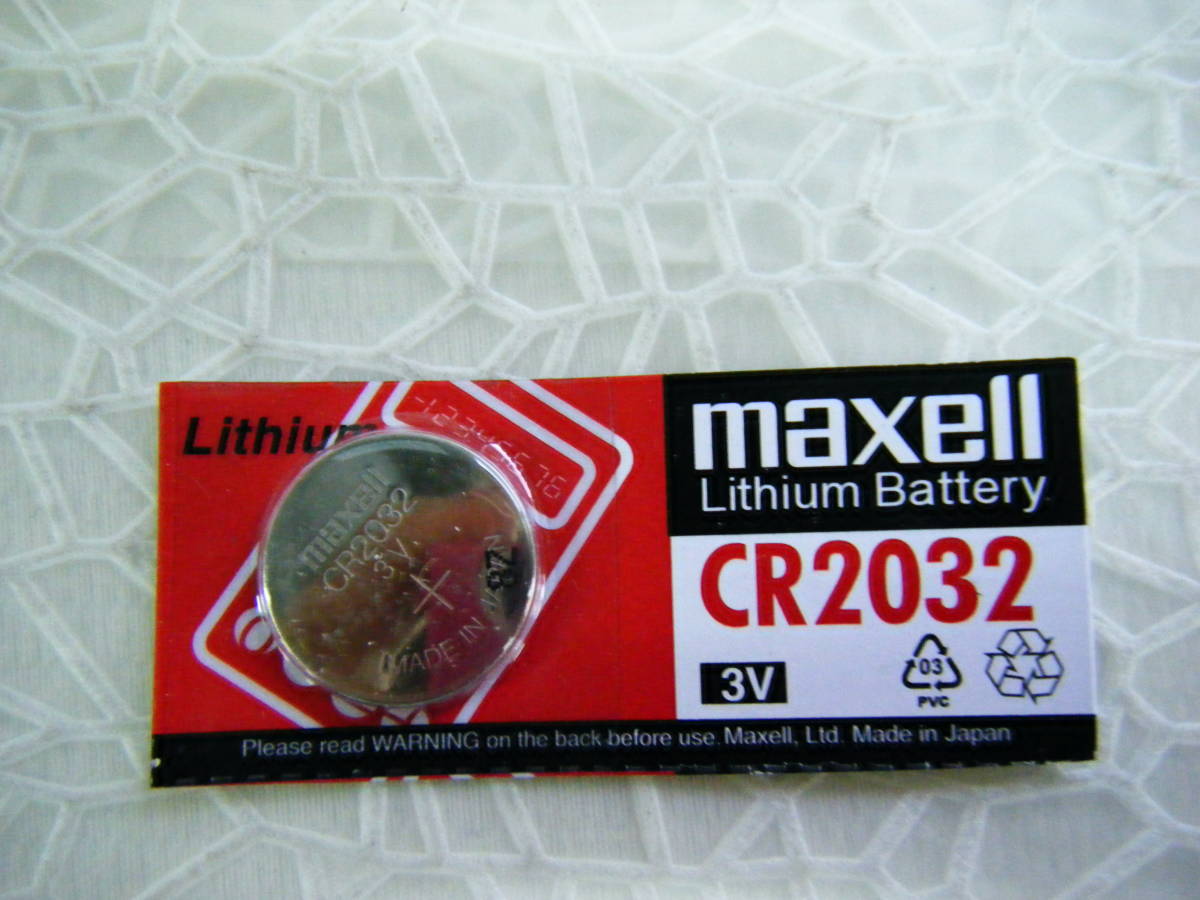 Lithium
-12345678
maxell
CR2032
3V
MADE IN
maxell
Lithium Battery
CR2032
3V
03
PVC
Please read WARNING on the back before use. Maxell, Ltd. Made in Japan